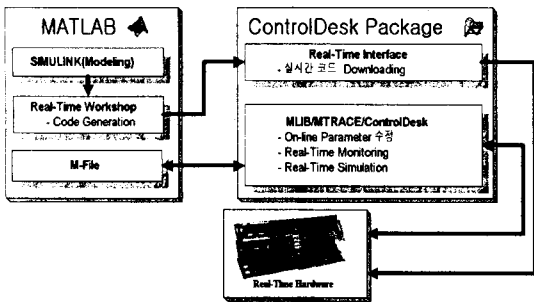 MATLAB
SIMULINK(Modeling)
Real-Time Workshop
- Code Generation
M-File
ControlDesk Package
Real-Time Interface
- 실시간 코드 Downloading
MLIB/MTRACE/ControlDesk
- On-line Parameter 수정
- Real-Time Monitoring
- Real-Time Simulation
Real-Time Hardware